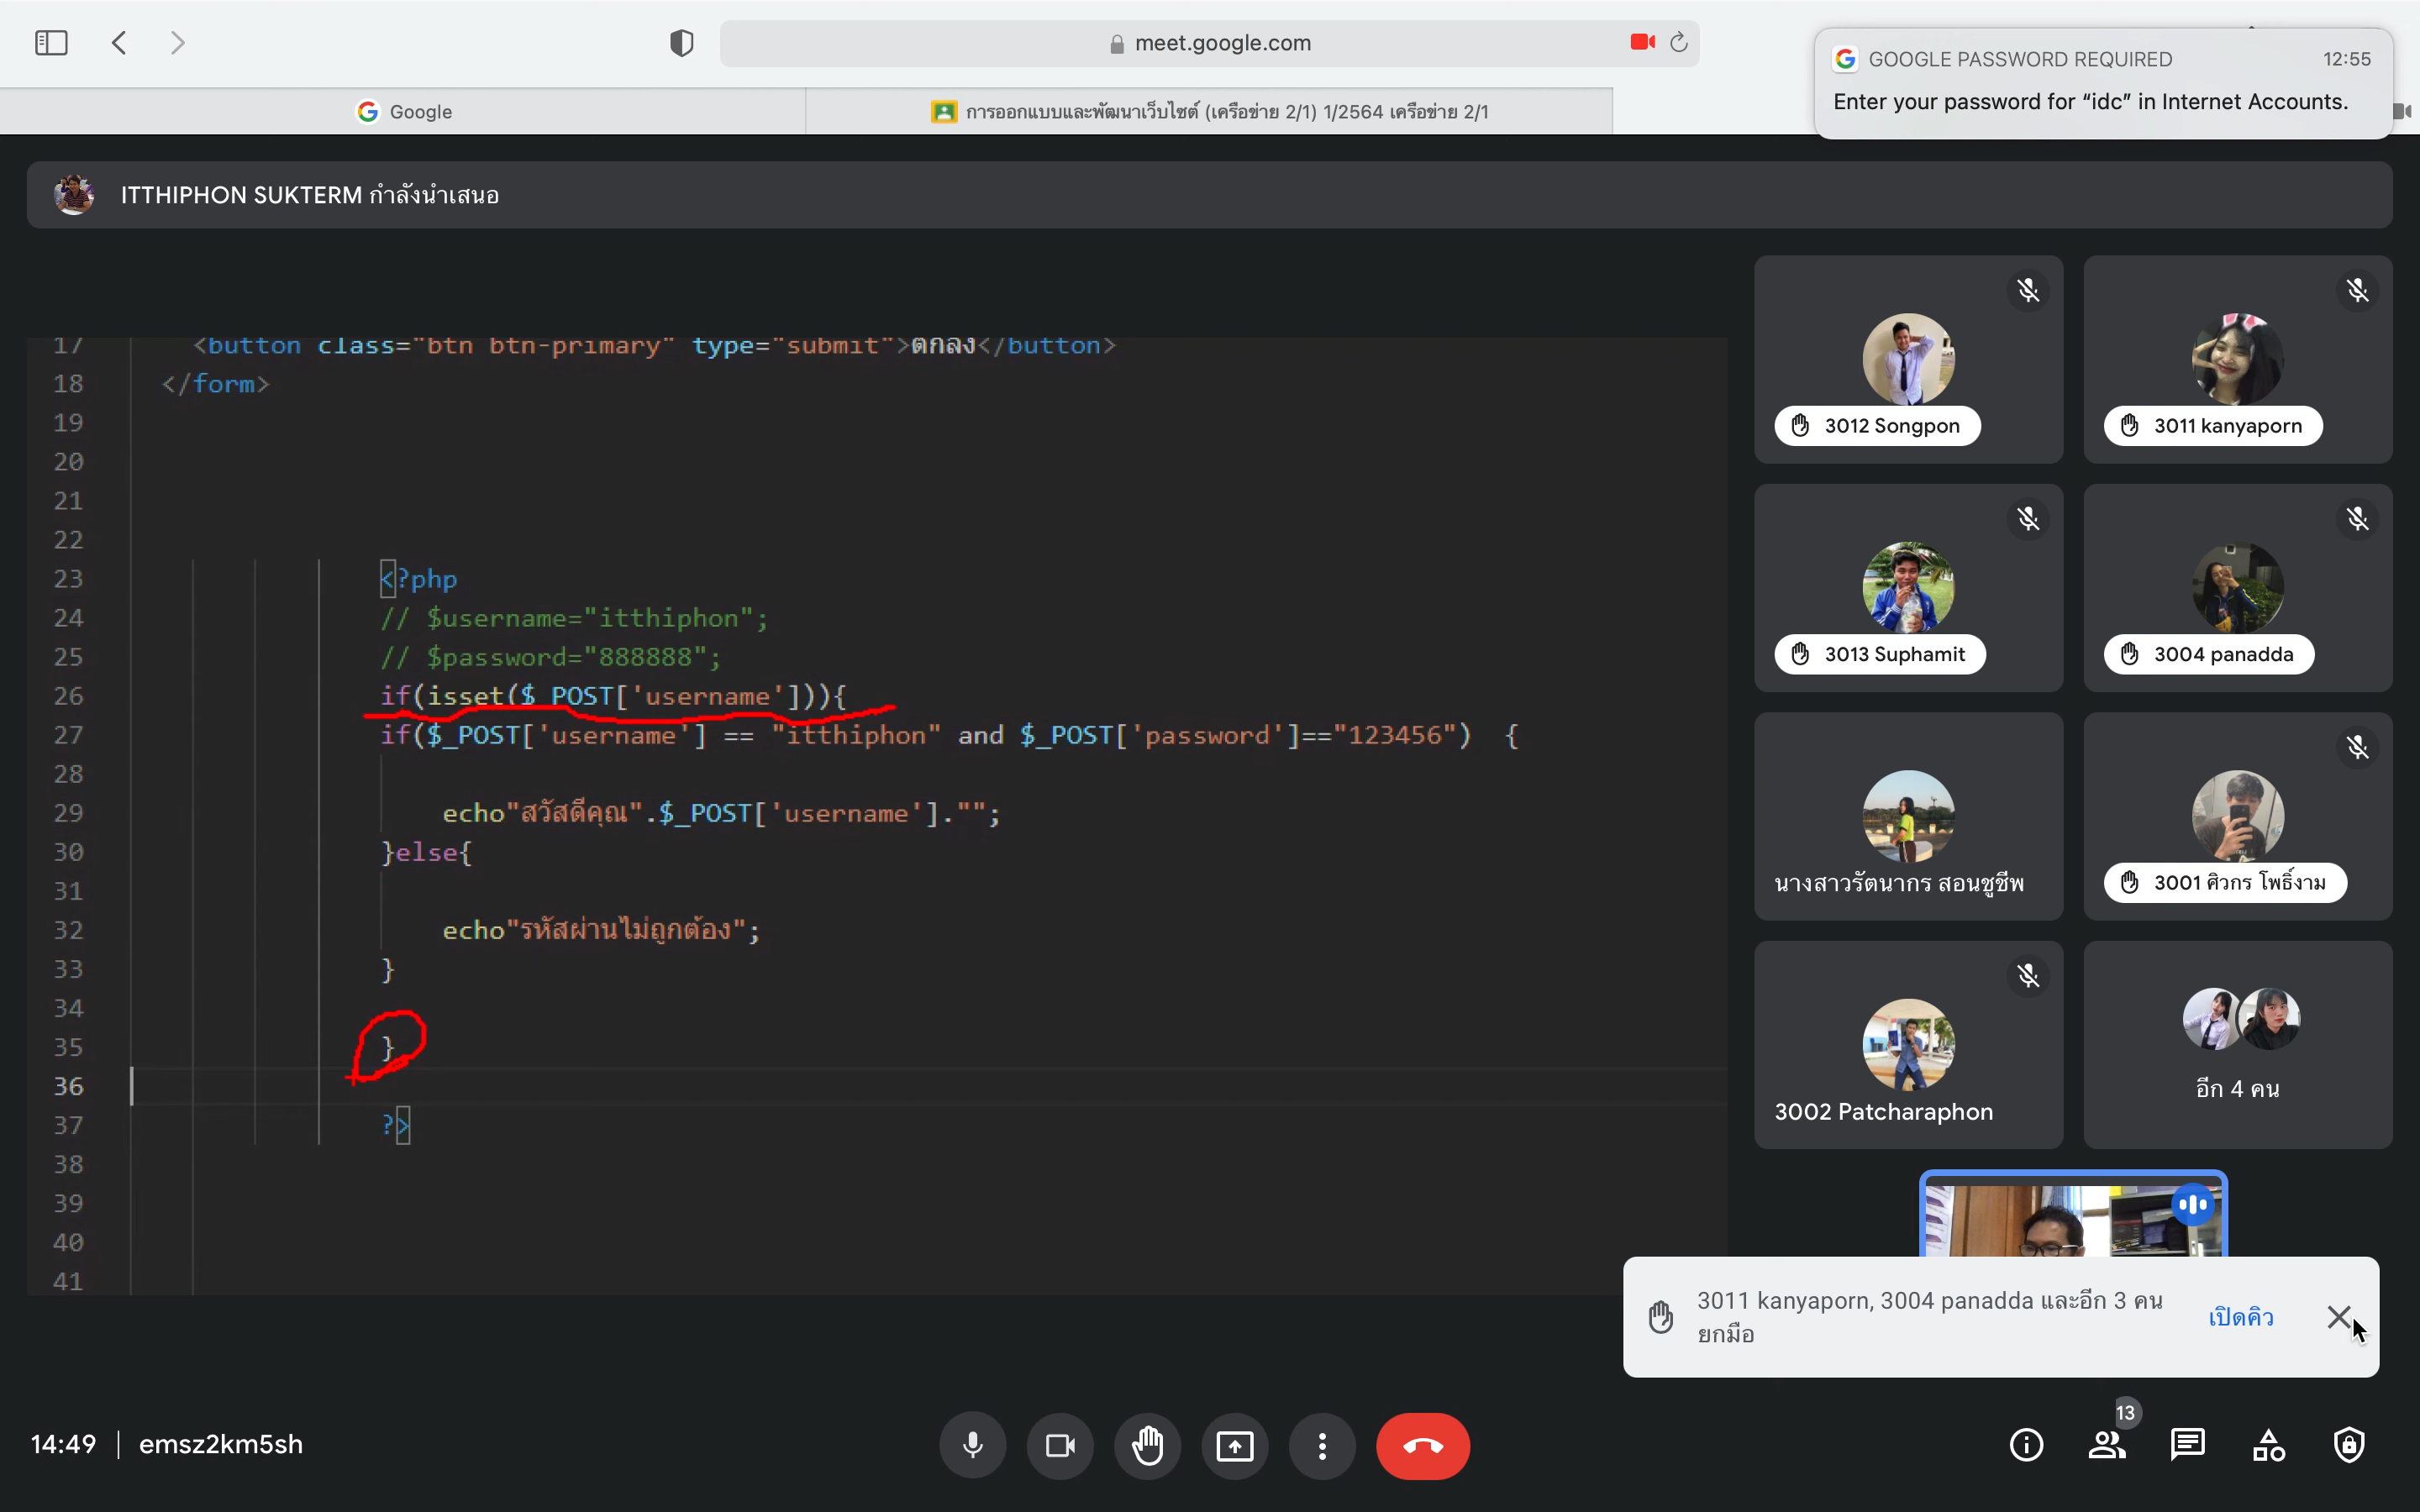 meet.google.com
GOOGLE PASSWORD REQUIRED 12:55
Enter your password for “idc” in Internet Accounts.
Google
การออกแบบและพัฒนาเว็บไซต์ (เครือข่าย 2/1) 1/2564 เครือข่าย 2/1
ITTHIPHON SUKTERM กำลังนำเสนอ
17 <button class="btn btn-primary" type="submit">ตกลง</button>
18 </form>
19
20
21
22
23 <?php
24 // $username="itthiphon";
25 // $password="888888";
26 if(isset($_POST['username'])){
27 if($_POST['username'] == "itthiphon" and $_POST['password']=="123456") {
28
29 echo"สวัสดีคุณ".$_POST['username']."";
30 }else{
31
32 echo"รหัสผ่านไม่ถูกต้อง";
33 }
34
35 }
36
37 ?>
38
39
40
41
3012 Songpon
3011 kanyaporn
3013 Suphamit
3004 panadda
นางสาวรัตนากร สอนชูชีพ
3001 ศิวกร โพธิ์งาม
3002 Patcharaphon
อีก 4 คน
3011 kanyaporn, 3004 panadda และอีก 3 คน
ยกมือ
เปิดคิว
14:49 | emsz2km5sh
13